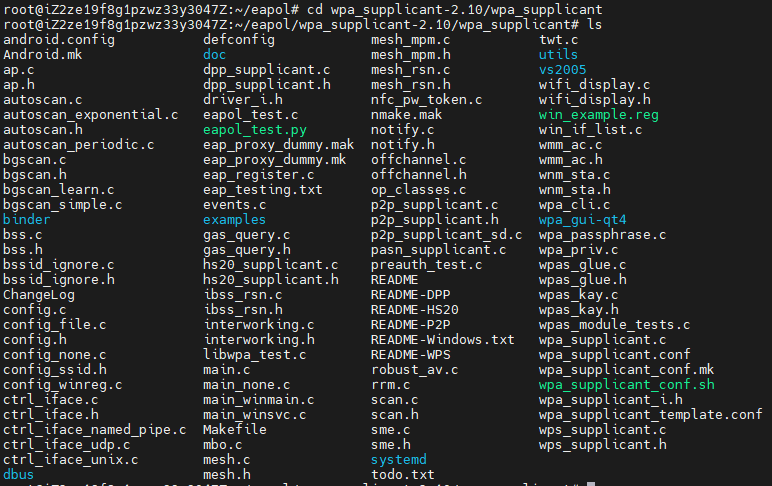 root@iZ2ze19f8g1pzwz33y3047Z:~/eapol# cd wpa_supplicant-2.10/wpa_supplicant
root@iZ2ze19f8g1pzwz33y3047Z:~/eapol/wpa_supplicant-2.10/wpa_supplicant# ls
android.config defconfig mesh_mpm.c twt.c
Android.mk doc mesh_mpm.h utils
ap.c dpp_supplicant.c mesh_rsn.c vs2005
ap.h dpp_supplicant.h mesh_rsn.h wifi_display.c
autoscan.c driver_i.h nfc_pw_token.c wifi_display.h
autoscan_exponential.c eapol_test.c nmake.mak win_example.reg
autoscan.h eapol_test.py notify.c win_if_list.c
autoscan_periodic.c eap_proxy_dummy.mak notify.h wmm_ac.c
bgscan.c eap_proxy_dummy.mk offchannel.c wmm_ac.h
bgscan.h eap_register.c offchannel.h wnm_sta.c
bgscan_learn.c eap_testing.txt op_classes.c wnm_sta.h
bgscan_simple.c events.c p2p_supplicant.c wpa_cli.c
binder examples p2p_supplicant.h wpa_gui-qt4
bss.c gas_query.c p2p_supplicant_sd.c wpa_passphrase.c
bss.h gas_query.h pasn_supplicant.c wpa_priv.c
bssid_ignore.c hs20_supplicant.c preauth_test.c wpas_glue.c
bssid_ignore.h hs20_supplicant.h README wpas_glue.h
ChangeLog ibss_rsn.c README-DPP wpas_kay.c
config.c ibss_rsn.h README-HS20 wpas_kay.h
config_file.c interworking.c README-P2P wpas_module_tests.c
config.h interworking.h README-Windows.txt wpa_supplicant.c
config_none.c libwpa_test.c README-WPS wpa_supplicant.conf
config_ssid.h main.c robust_av.c wpa_supplicant_conf.mk
config_winreg.c main_none.c rrm.c wpa_supplicant_conf.sh
ctrl_iface.c main_winmain.c scan.c wpa_supplicant_i.h
ctrl_iface.h main_winsvc.c scan.h wpa_supplicant_template.conf
ctrl_iface_named_pipe.c Makefile sme.c wps_supplicant.c
ctrl_iface_udp.c mbo.c sme.h wps_supplicant.h
ctrl_iface_unix.c mesh.c systemd
dbus mesh.h todo.txt